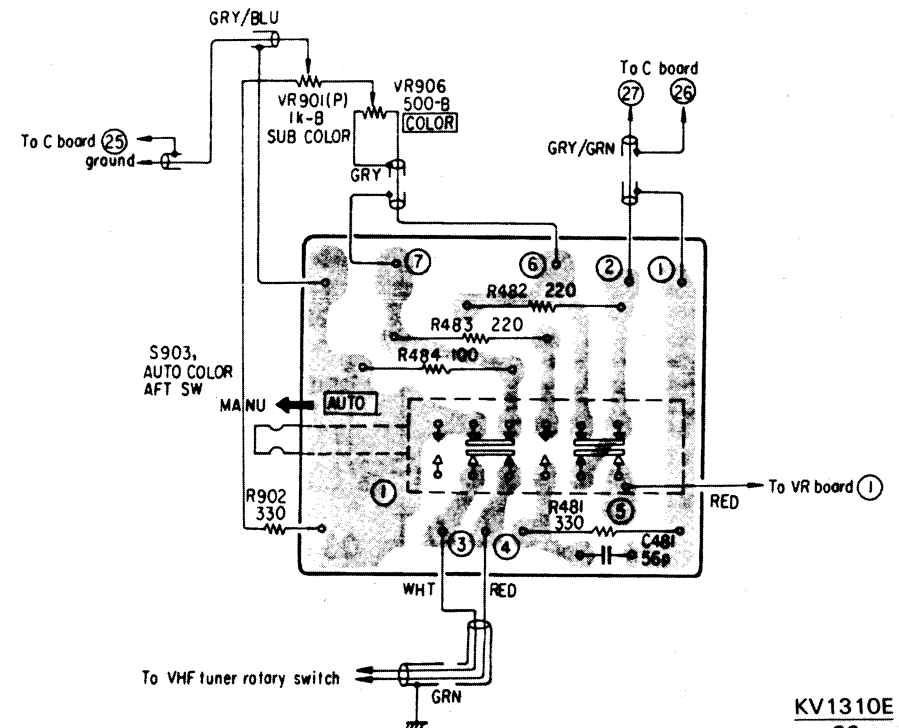 GRY/BLU
To C board
27
26
VR901(P)
1k-B
SUB COLOR
VR906
500-B
COLOR
To C board 25
ground
GRY/GRN
GRY
7
6
2
1
R482 220
R483 220
R484 100
S903,
AUTO COLOR
AFT SW
MANU
AUTO
1
To VR board 1
RED
R902
330
R481
330
5
3
4
C481
56p
WHT
RED
To VHF tuner rotary switch
GRN
KV1310E